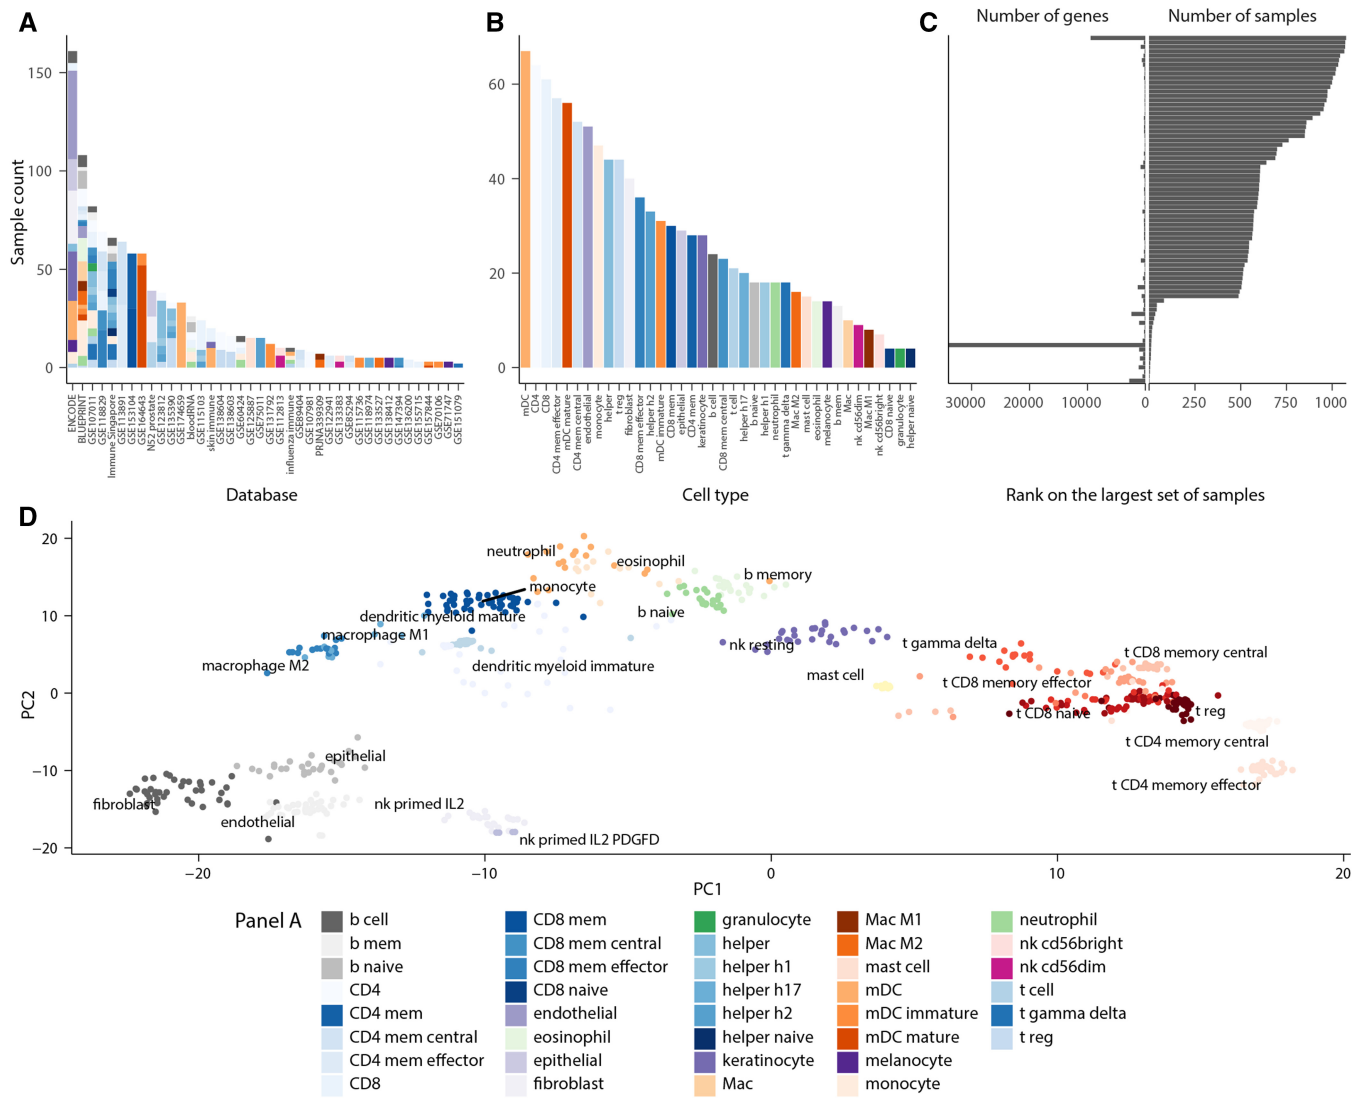 A
B
C
Number of genes
Number of samples
Sample count
150
100
50
0
60
40
20
0
ENCODE
BLUEPRINT
GSE107011
GSE118829
Immune Singapore
GSE113891
GSE153104
GSE164643
NS2 prostate
GSE123812
GSE153390
GSE174659
bloodRNA
GSE115103
skin immune
GSE138604
GSE138603
GSE60424
GSE125887
GSE75011
GSE131792
GSE112813
influenza immune
GSE89404
GSE107981
PRJNA339309
GSE122941
GSE133383
GSE85294
GSE115736
GSE118974
GSE133527
GSE138412
GSE147394
GSE136200
GSE155715
GSE157844
GSE70106
GSE71747
GSE151079
mDC
CD4
CD8
CD4 mem effector
mDC mature
CD4 mem central
endothelial
monocyte
helper
t reg
fibroblast
CD8 mem effector
helper h2
mDC immature
CD8 mem
epithelial
CD4 mem
keratinocyte
b cell
CD8 mem central
t cell
helper h17
b naive
helper h1
neutrophil
t gamma delta
Mac M2
mast cell
eosinophil
melanocyte
b mem
Mac
nk cd56dim
Mac M1
nk cd56bright
CD8 naive
granulocyte
helper naive
30000 20000 10000 0
0 250 500 750 1000
Database
Cell type
Rank on the largest set of samples
D
PC2
20
10
0
−10
−20
neutrophil
eosinophil
monocyte
b memory
dendritic myeloid mature
b naive
macrophage M1
nk resting
t gamma delta
macrophage M2
dendritic myeloid immature
mast cell
t CD8 memory central
t CD8 memory effector
t CD8 naive
t reg
t CD4 memory central
t CD4 memory effector
epithelial
fibroblast
endothelial
nk primed IL2
nk primed IL2 PDGFD
−20 −10 0 10 20
PC1
Panel A
b cell
b mem
b naive
CD4
CD4 mem
CD4 mem central
CD4 mem effector
CD8
CD8 mem
CD8 mem central
CD8 mem effector
CD8 naive
endothelial
eosinophil
epithelial
fibroblast
granulocyte
helper
helper h1
helper h17
helper h2
helper naive
keratinocyte
Mac
Mac M1
Mac M2
mast cell
mDC
mDC immature
mDC mature
melanocyte
monocyte
neutrophil
nk cd56bright
nk cd56dim
t cell
t gamma delta
t reg